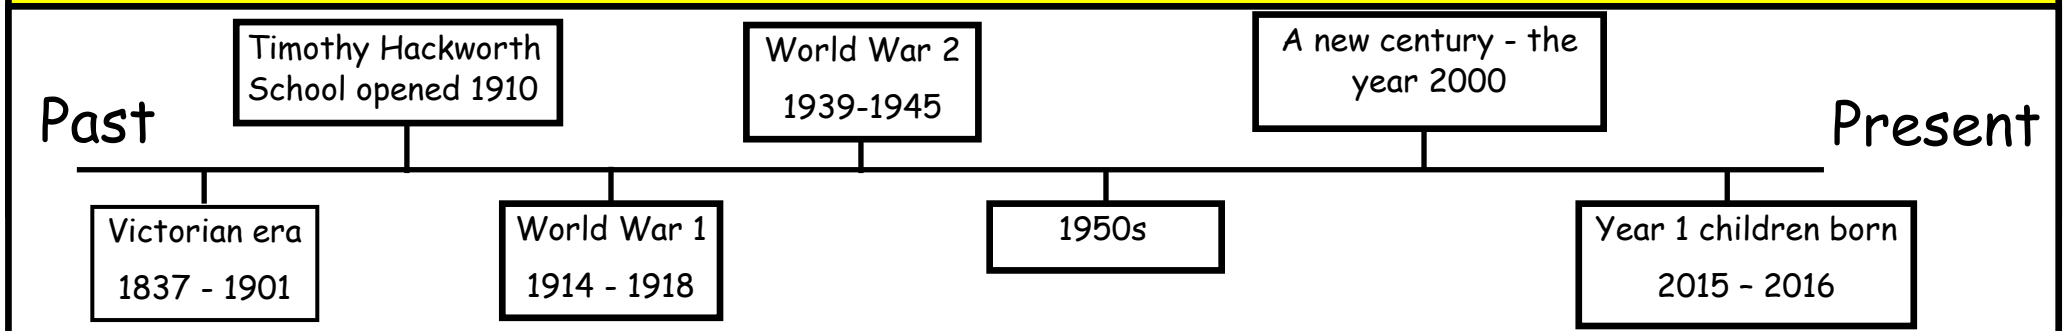 Past
Timothy Hackworth
School opened 1910
World War 2
1939-1945
A new century - the
year 2000
Present
Victorian era
1837 - 1901
World War 1
1914 - 1918
1950s
Year 1 children born
2015 – 2016